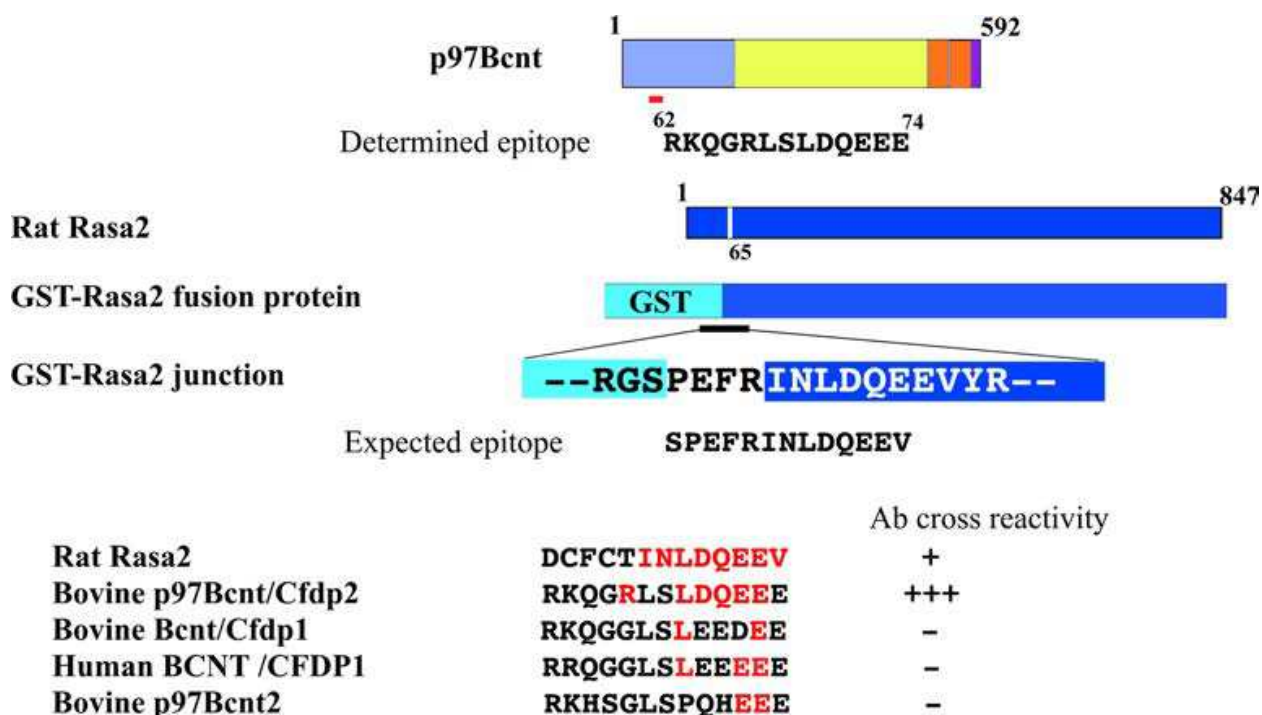 1 592
p97Bcnt
62 74
Determined epitope RKQGRLSLDQEEE
1 847
Rat Rasa2
65
GST-Rasa2 fusion protein GST
GST-Rasa2 junction --RGSPEFRINLDQEEVYR--
Expected epitope SPEFRINLDQEEV
Ab cross reactivity
Rat Rasa2 DCFCTINLDQEEV +
Bovine p97Bcnt/Cfdp2 RKQGRLSLDQEEE +++
Bovine Bcnt/Cfdp1 RKQGGLSLEEDEE –
Human BCNT /CFDP1 RRQGGLSLEEEEE –
Bovine p97Bcnt2 RKHSGLSPQHEEE –